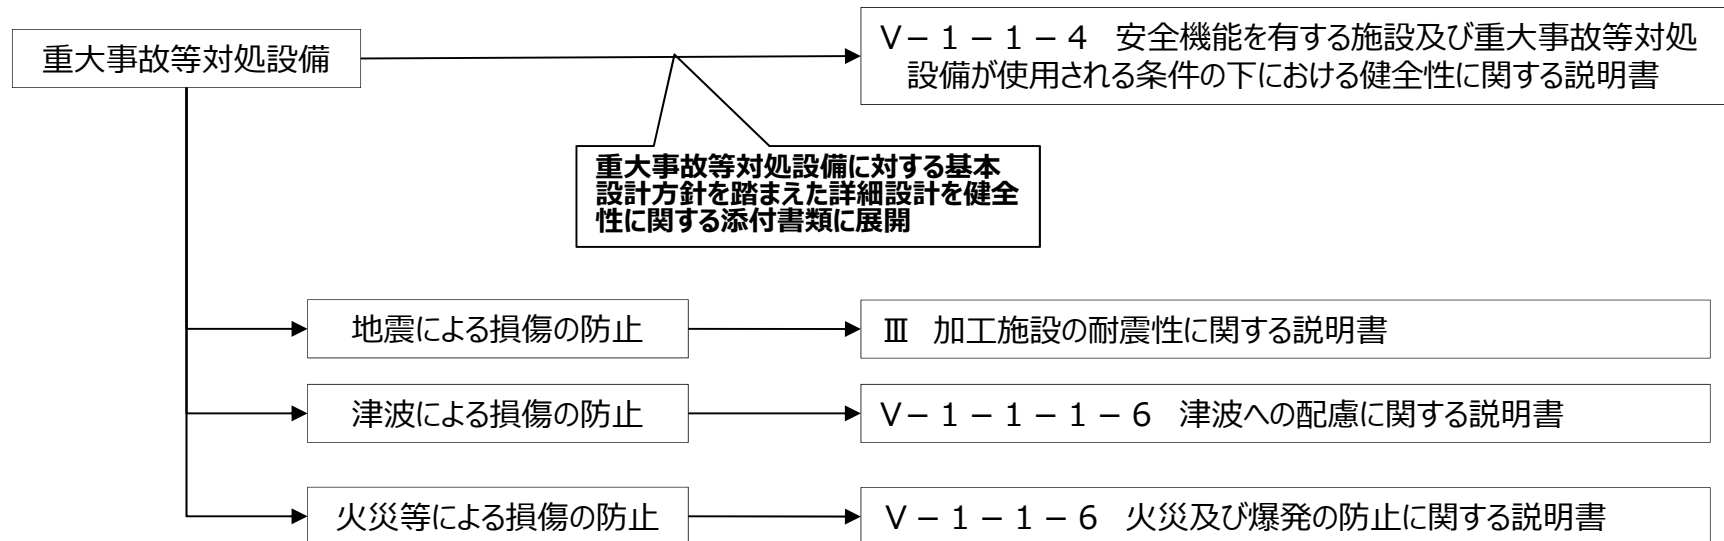 重大事故等対処設備
Ⅴ－１－１－４　安全機能を有する施設及び重大事故等対処
設備が使用される条件の下における健全性に関する説明書
重大事故等対処設備に対する基本
設計方針を踏まえた詳細設計を健全
性に関する添付書類に展開
地震による損傷の防止
Ⅲ　加工施設の耐震性に関する説明書
津波による損傷の防止
Ⅴ－１－１－１－６　津波への配慮に関する説明書
火災等による損傷の防止
Ⅴ－１－１－６　火災及び爆発の防止に関する説明書